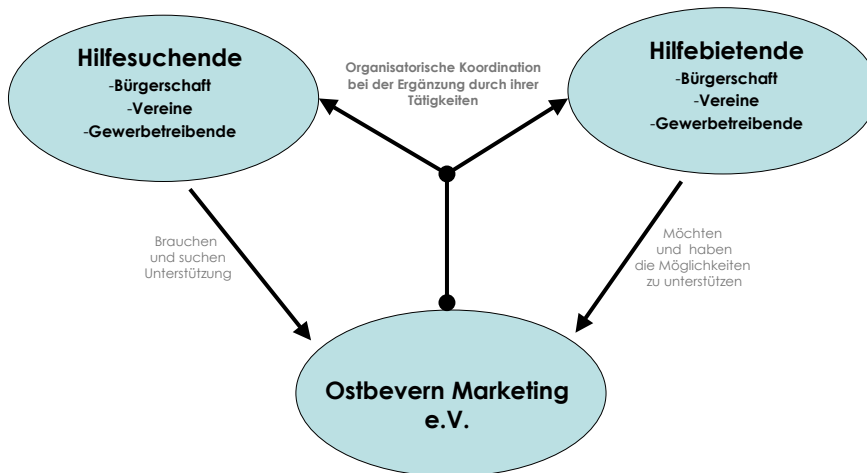 Hilfesuchende
-Bürgerschaft
-Vereine
-Gewerbetreibende
Organisatorische Koordination
bei der Ergänzung durch ihrer
Tätigkeiten
Hilfebietende
-Bürgerschaft
-Vereine
-Gewerbetreibende
Brauchen
und suchen
Unterstützung
Möchten
und haben
die Möglichkeiten
zu unterstützen
Ostbevern Marketing
e.V.